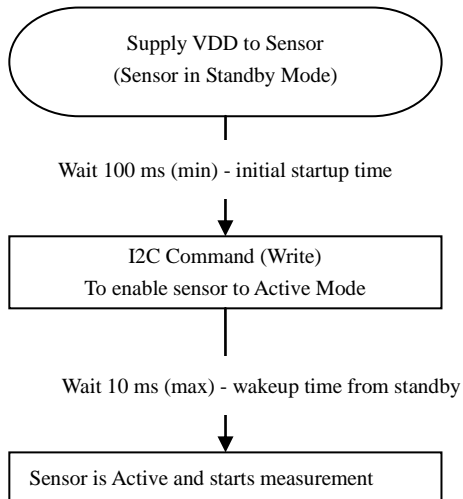 Supply VDD to Sensor
(Sensor in Standby Mode)
Wait 100 ms (min) - initial startup time
I2C Command (Write)
To enable sensor to Active Mode
Wait 10 ms (max) - wakeup time from standby
Sensor is Active and starts measurement